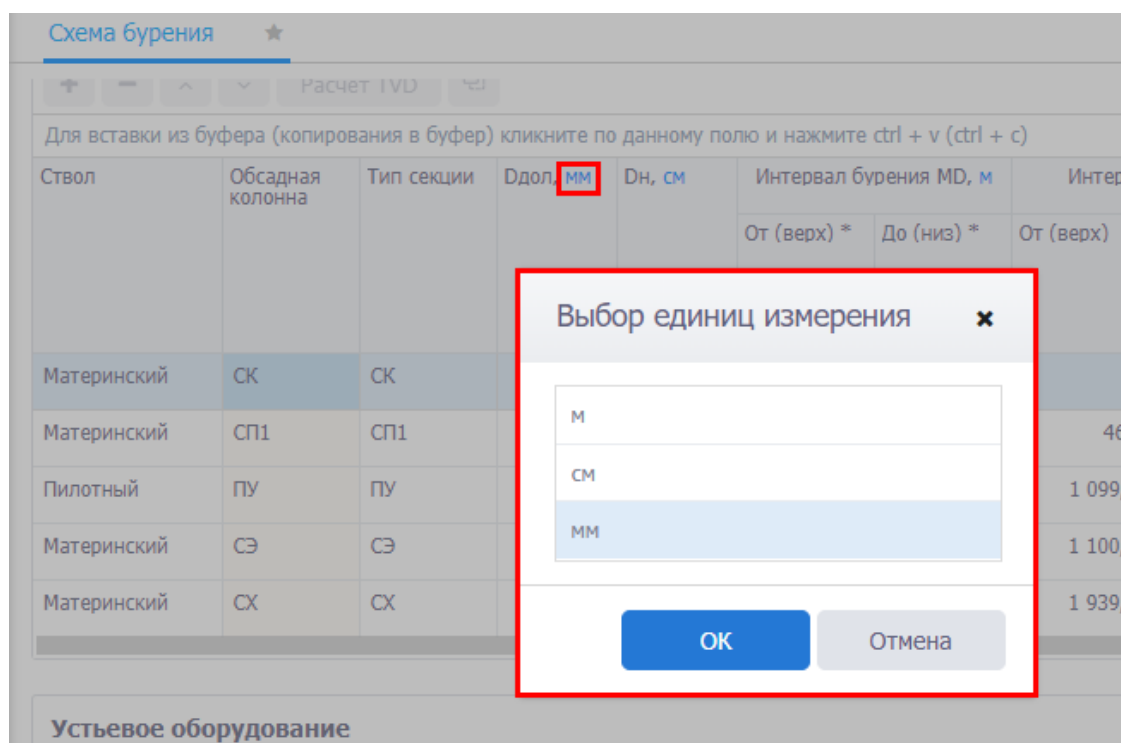 Схема бурения ★
Расчет TVD
Для вставки из буфера (копирования в буфер) кликните по данному полю и нажмите ctrl + v (ctrl + c)
Ствол Обсадная колонна Тип секции Dдол, мм Dн, см Интервал бурения MD, м Интер
От (верх) * До (низ) * От (верх)
Выбор единиц измерения ×
Материнский СК СК
м
Материнский СП1 СП1 46
см
Пилотный ПУ ПУ 1 099,
мм
Материнский СЭ СЭ 1 100,
Материнский СХ СХ 1 939,
ОК Отмена
Устьевое оборудование